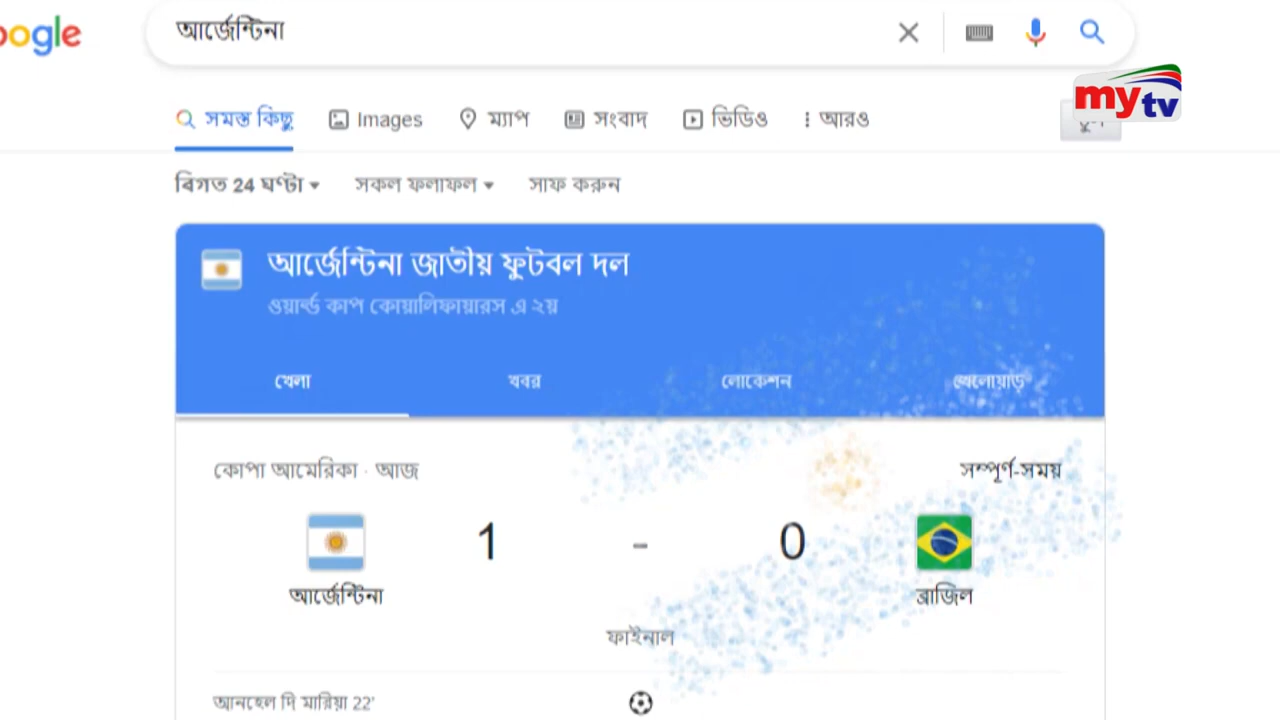 oogle
আর্জেন্টিনা
mytv
সমস্ত কিছু Images ম্যাপ সংবাদ ভিডিও আরও
বিগত 24 ঘণ্টা সকল ফলাফল সাফ করুন
আর্জেন্টিনা জাতীয় ফুটবল দল
ওয়ার্ল্ড কাপ কোয়ালিফায়ারস এ ২য়
খেলা খবর লোকেশন খেলোয়াড়
কোপা আমেরিকা · আজ সম্পূর্ণ-সময়
1 - 0
আর্জেন্টিনা ব্রাজিল
ফাইনাল
আনহেল দি মারিয়া 22'